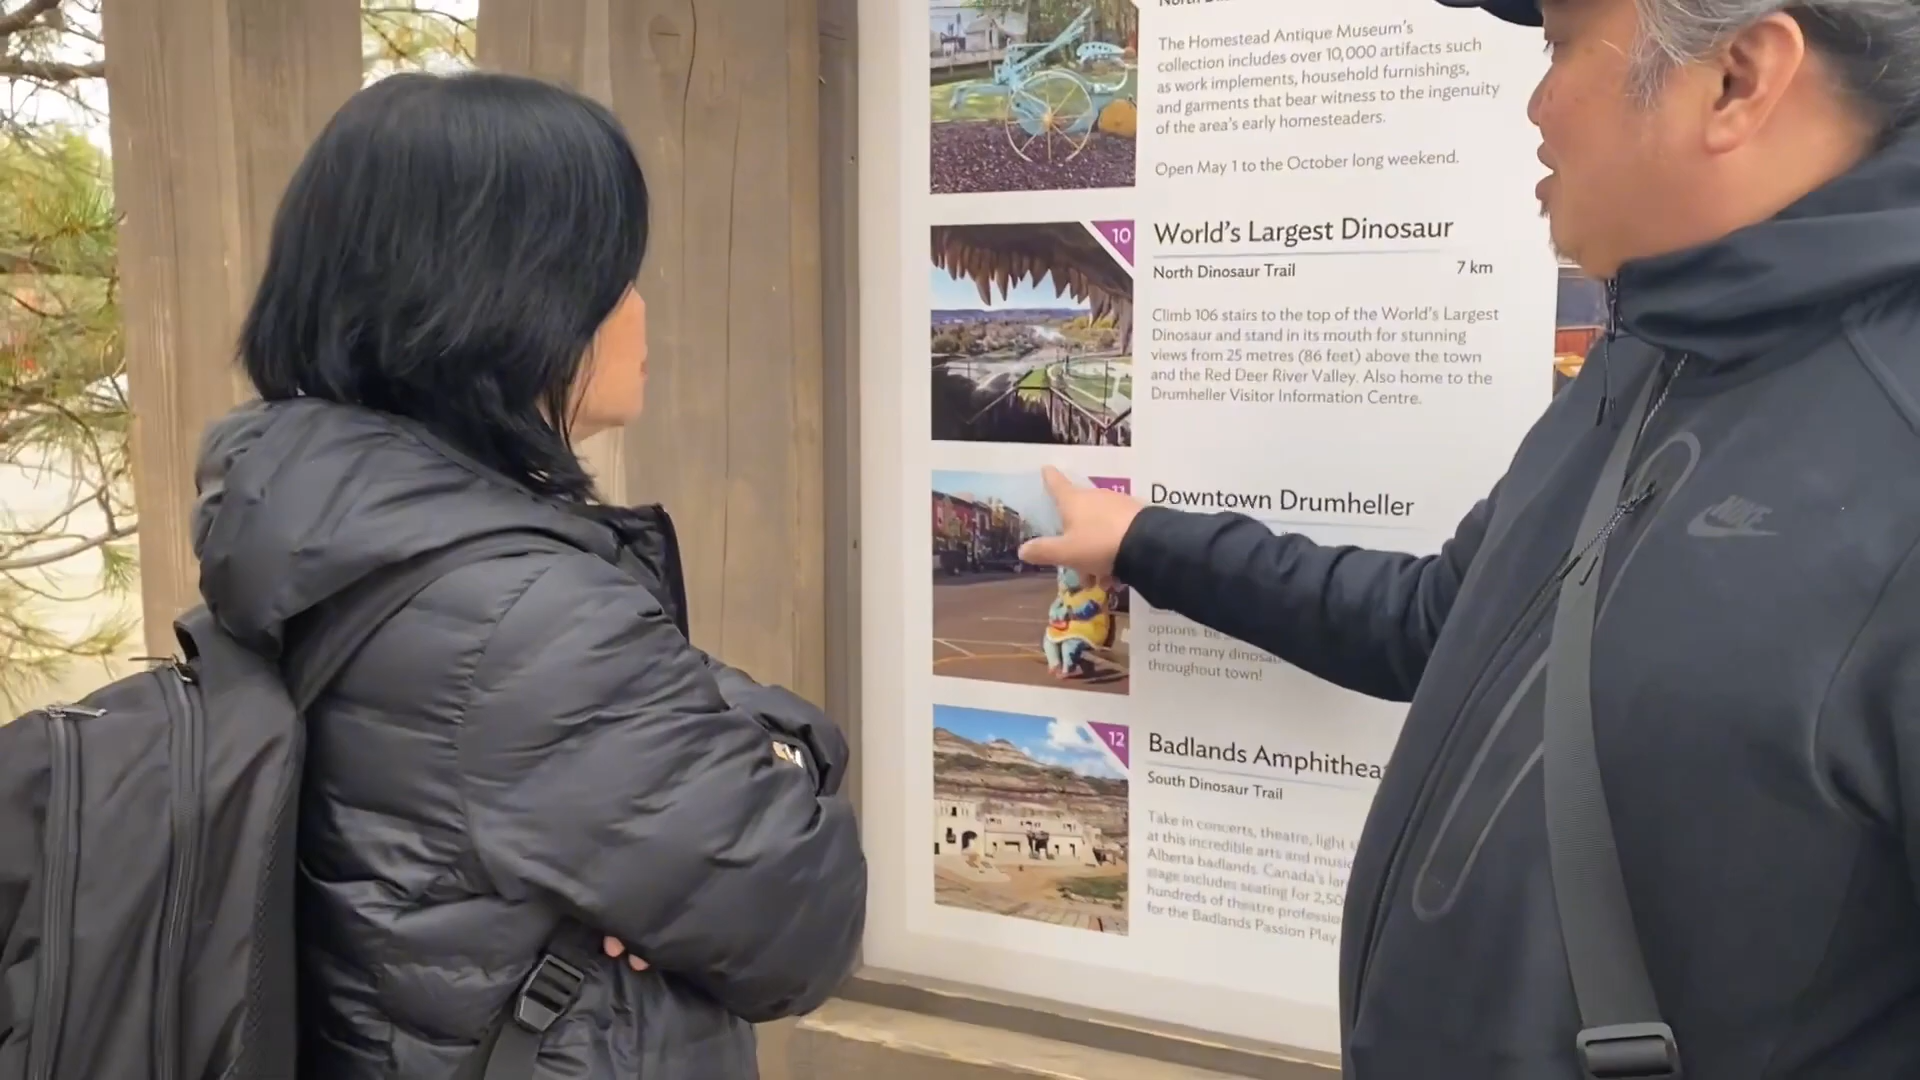 The Homestead Antique Museum's
collection includes over 10,000 artifacts such
as work implements, household furnishings,
and garments that bear witness to the ingenuity
of the area's early homesteaders.
Open May 1 to the October long weekend.
10
World's Largest Dinosaur
North Dinosaur Trail 7 km
Climb 106 stairs to the top of the World's Largest
Dinosaur and stand in its mouth for stunning
views from 25 metres (86 feet) above the town
and the Red Deer River Valley. Also home to the
Drumheller Visitor Information Centre.
11
Downtown Drumheller
options
of the many
throughout town!
12
Badlands
South Dinosaur Trail
Take in concerts, theatre, light
at this incredible arts and
Alberta badlands. Canada's
stage includes seating for
hundreds of theatre
for the Badlands Passion Play
NIKE